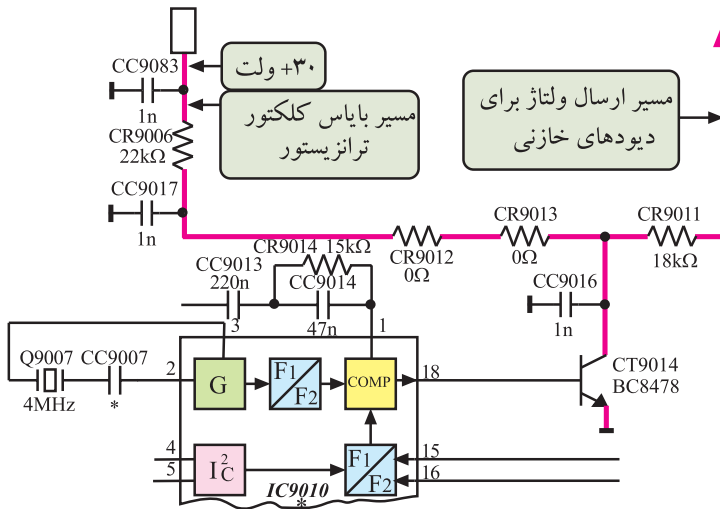 CC9083
1n
+۳۰ ولت
مسیر بایاس کلکتور
ترانزیستور
مسیر ارسال ولتاژ برای
دیودهای خازنی
CR9006
22kΩ
CC9017
1n
CR9012
0Ω
CR9013
0Ω
CR9011
18kΩ
CR9014 15kΩ
CC9013
220n
CC9014
47n
CC9016
1n
3
1
Q9007
4MHz
CC9007
*
2
G
F1
F2
COMP
18
CT9014
BC8478
4
5
I²C
F1
F2
15
16
IC9010
*